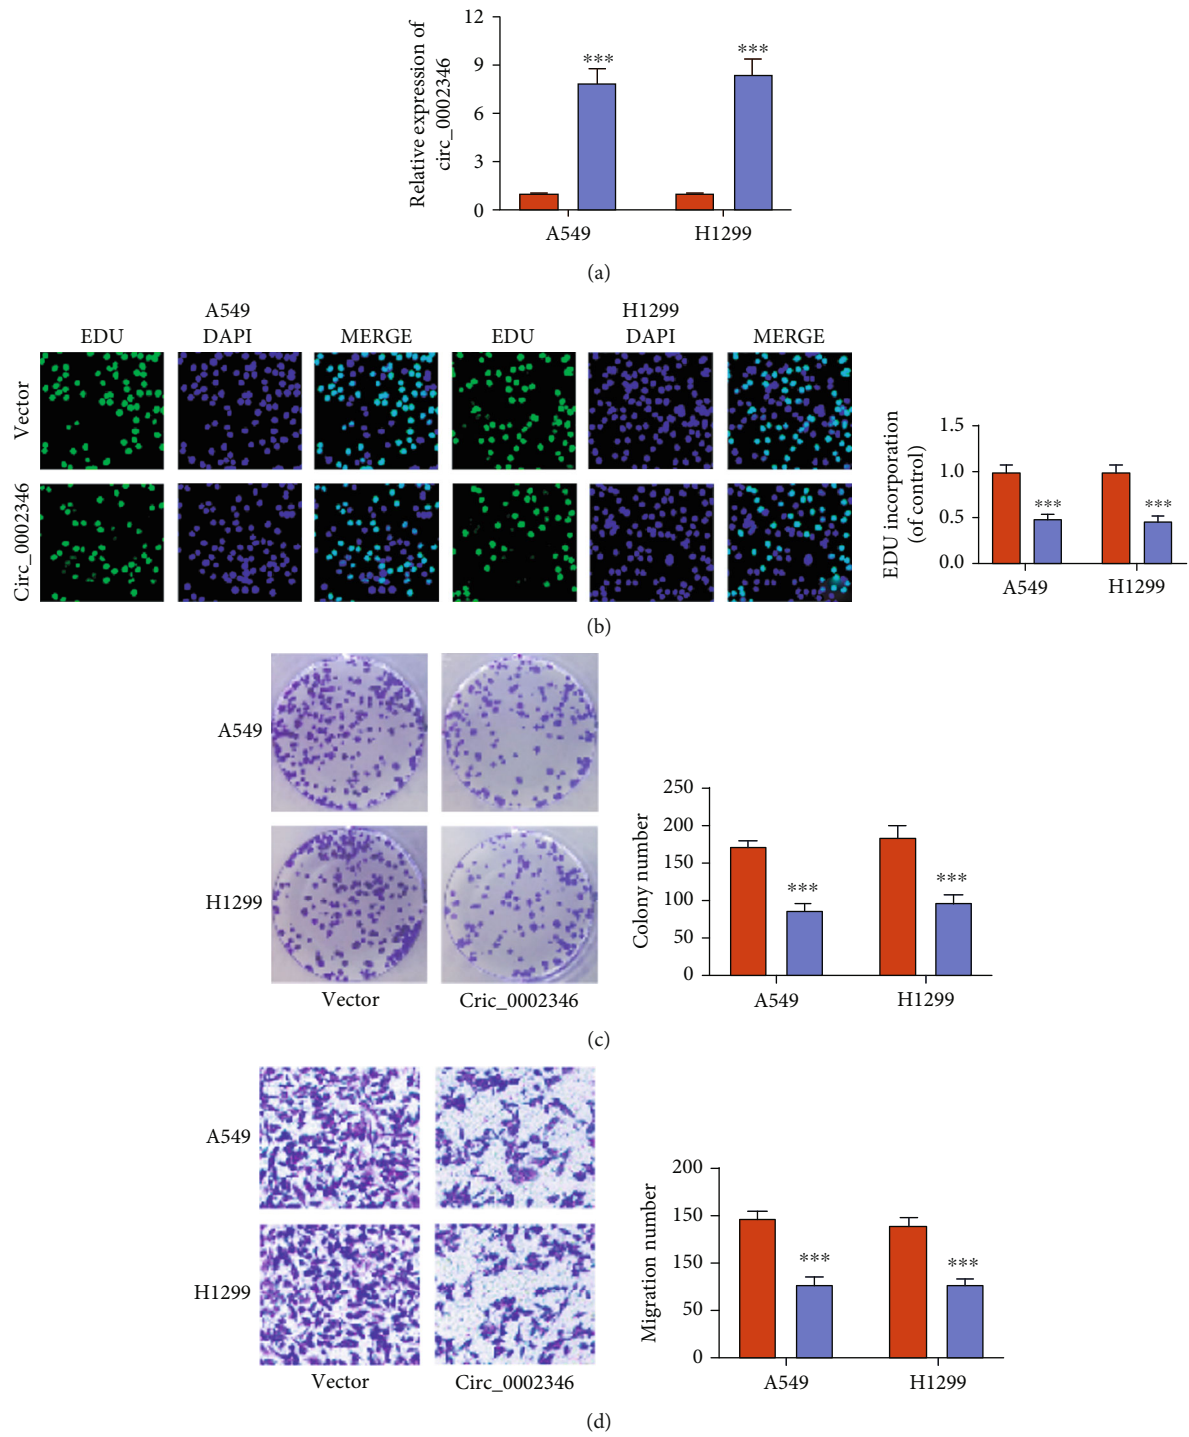 Relative expression of
circ_0002346
12
9
6
3
0
***
***
A549
H1299
(a)
A549
H1299
EDU
DAPI
MERGE
EDU
DAPI
MERGE
Vector
Circ_0002346
EDU incorporation
(of control)
1.5
1.0
0.5
0.0
***
***
A549
H1299
(b)
A549
H1299
Vector
Cric_0002346
Colony number
250
200
150
100
50
0
***
***
A549
H1299
(c)
A549
H1299
Vector
Circ_0002346
Migration number
200
150
150
50
0
***
***
A549
H1299
(d)